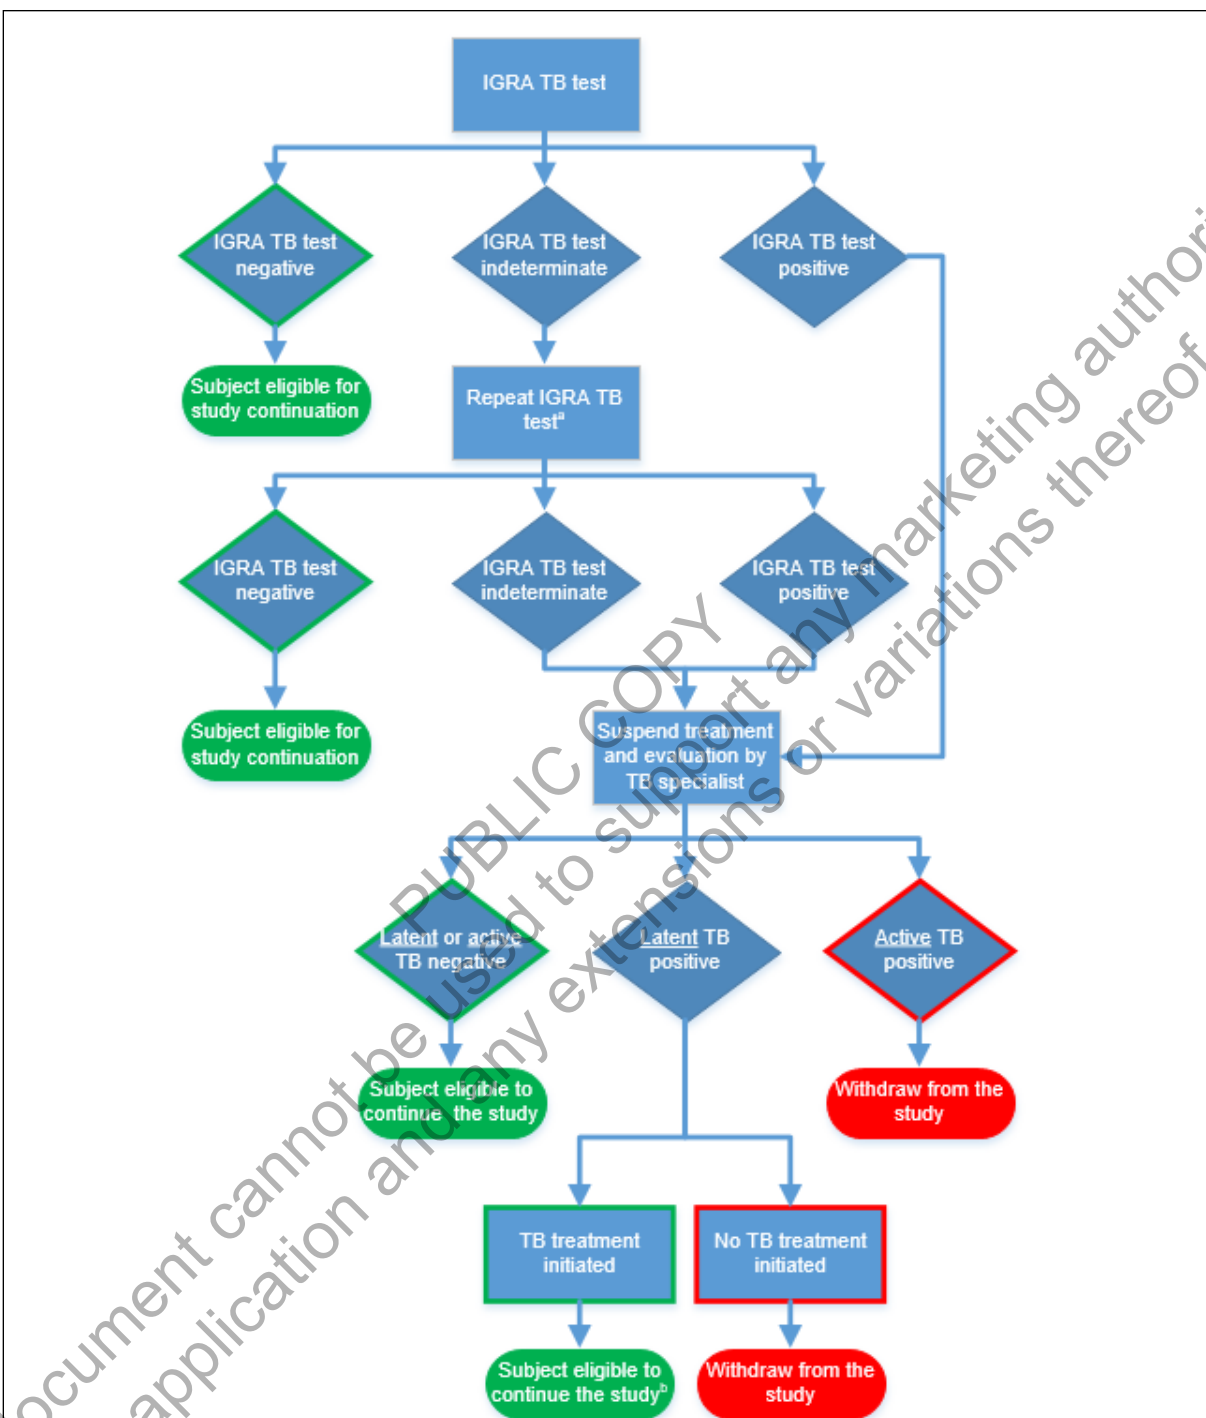 IGRA TB test
IGRA TB test
negative
IGRA TB test
indeterminate
IGRA TB test
positive
Subject eligible for
study continuation
Repeat IGRA TB
testᵃ
IGRA TB test
negative
IGRA TB test
indeterminate
IGRA TB test
positive
Subject eligible for
study continuation
Suspend treatment
and evaluation by
TB specialist
Latent or active
TB negative
Latent TB
positive
Active TB
positive
Subject eligible to
continue the study
Withdraw from the
study
TB treatment
initiated
No TB treatment
initiated
Subject eligible to
continue the studyᵇ
Withdraw from the
study
PUBLIC COPY
cannot be used to support any marketing
application and any extensions or variations thereof